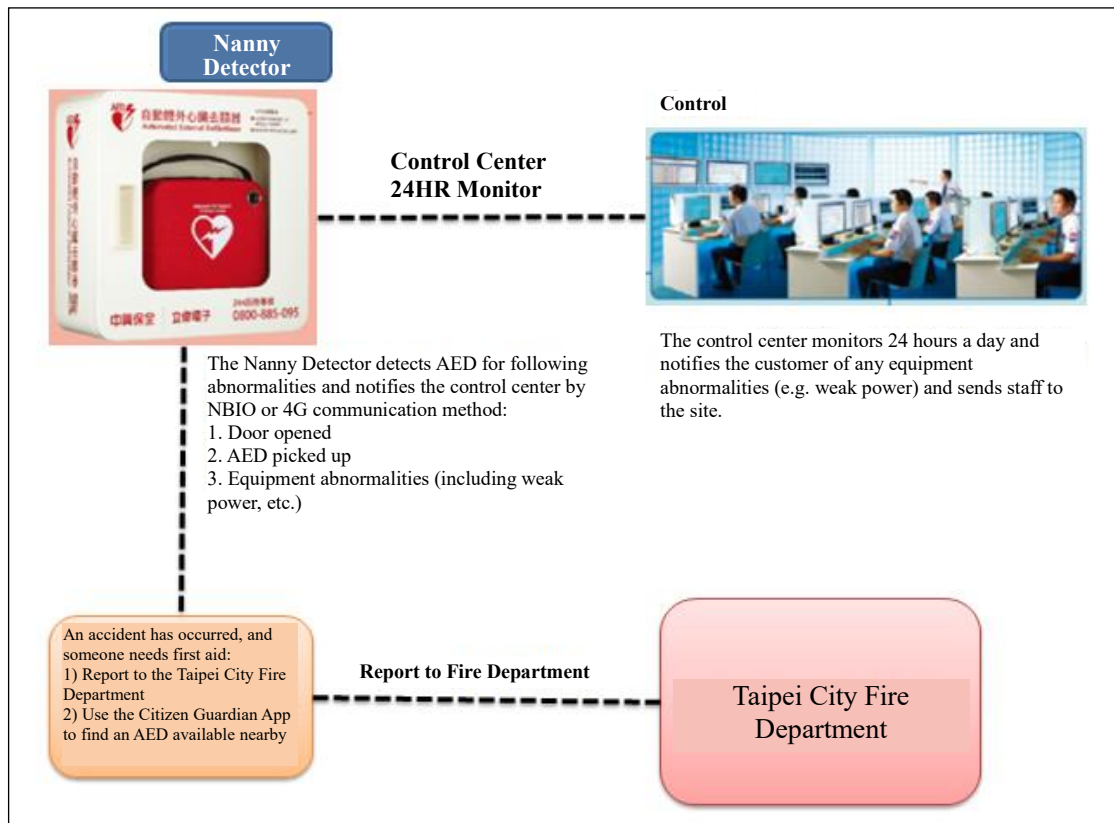 Nanny
Detector
自動體外心臟去顫器
Automated External Defibrillator
AED
中興保全
立偉電子
0800-885-095
Control Center
24HR Monitor
Control
The control center monitors 24 hours a day and
notifies the customer of any equipment
abnormalities (e.g. weak power) and sends staff to
the site.
The Nanny Detector detects AED for following
abnormalities and notifies the control center by
NBIO or 4G communication method:
1. Door opened
2. AED picked up
3. Equipment abnormalities (including weak
power, etc.)
An accident has occurred, and
someone needs first aid:
1) Report to the Taipei City Fire
Department
2) Use the Citizen Guardian App
to find an AED available nearby
Report to Fire Department
Taipei City Fire
Department